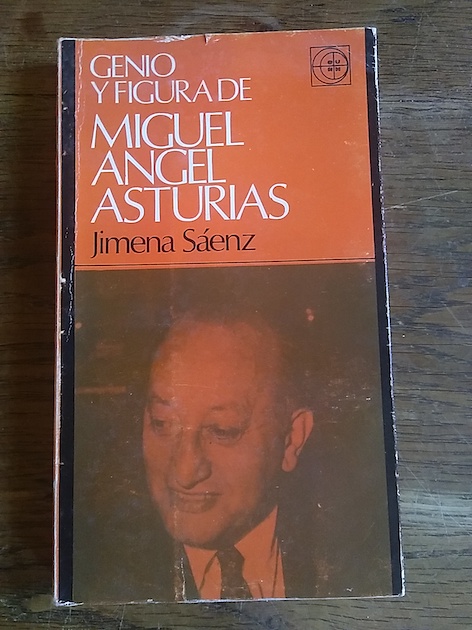 GENIO
Y FIGURA DE
MIGUEL
ANGEL
ASTURIAS
Jimena Sáenz